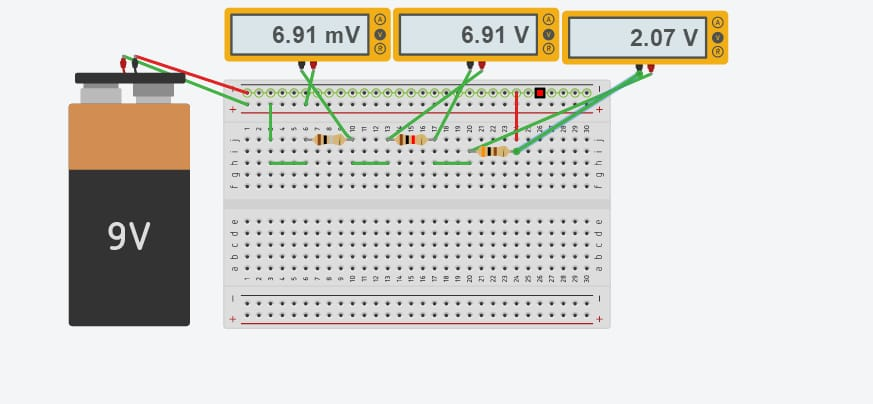 6.91 mV
A
V
R
6.91 V
A
V
R
2.07 V
A
V
R
9V
− −
+ +
1 2 3 4 5 6 7 8 9 10 11 12 13 14 15 16 17 18 19 20 21 22 23 24 25 26 27 28 29 30
j j
i i
h h
g g
f f
e e
d d
c c
b b
a a
1 2 3 4 5 6 7 8 9 10 11 12 13 14 15 16 17 18 19 20 21 22 23 24 25 26 27 28 29 30
− −
+ +